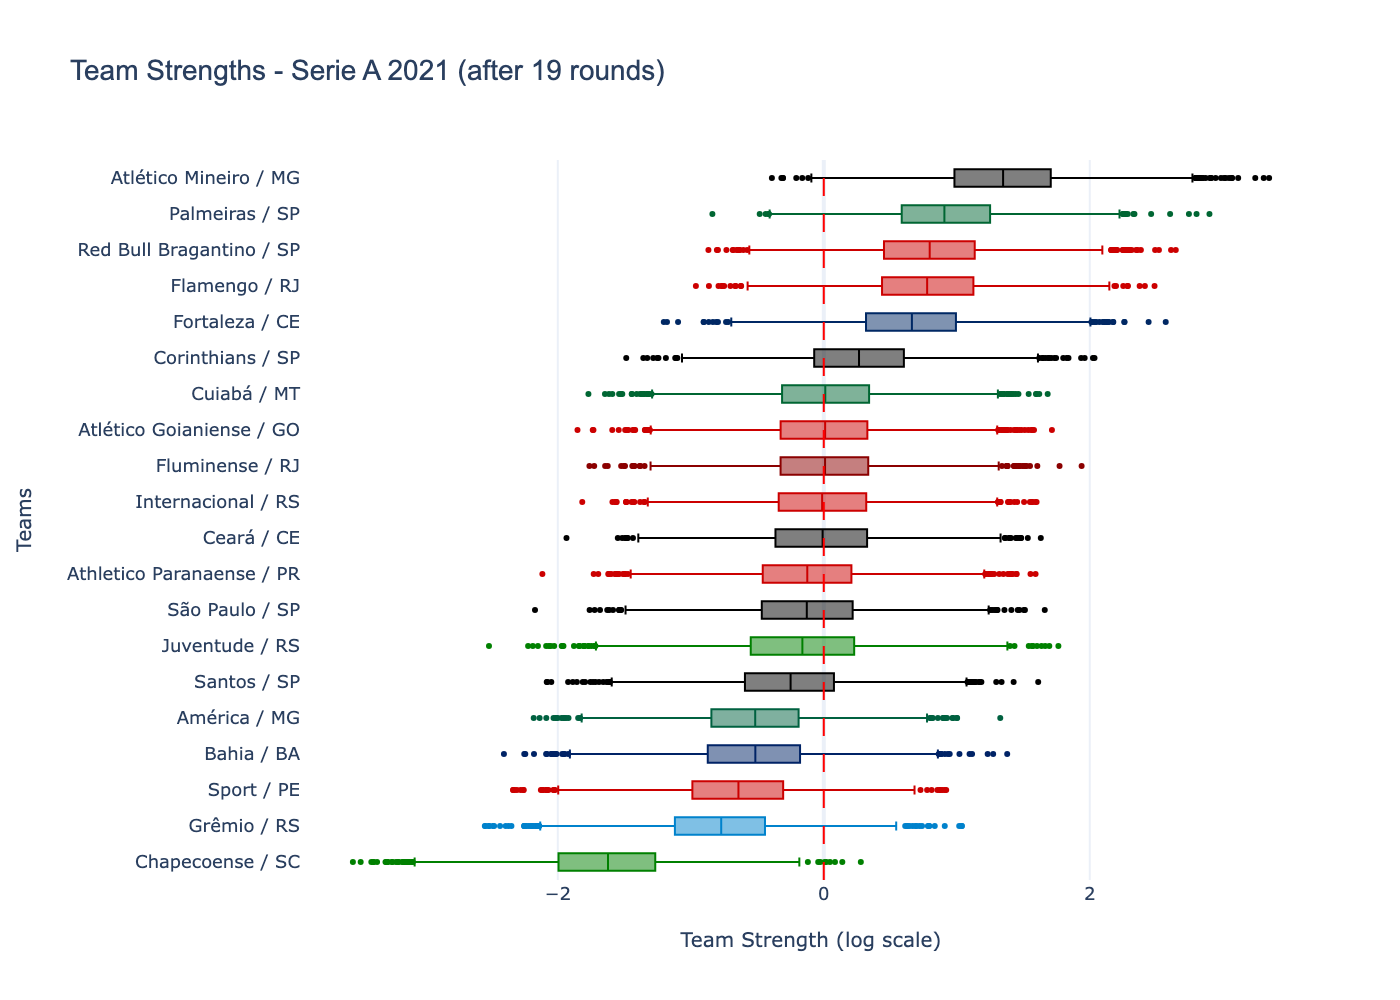 Team Strengths - Serie A 2021 (after 19 rounds)
Atlético Mineiro / MG
Palmeiras / SP
Red Bull Bragantino / SP
Flamengo / RJ
Fortaleza / CE
Corinthians / SP
Cuiabá / MT
Atlético Goianiense / GO
Fluminense / RJ
Internacional / RS
Ceará / CE
Athletico Paranaense / PR
São Paulo / SP
Juventude / RS
Santos / SP
América / MG
Bahia / BA
Sport / PE
Grêmio / RS
Chapecoense / SC
Teams
−2 0 2
Team Strength (log scale)